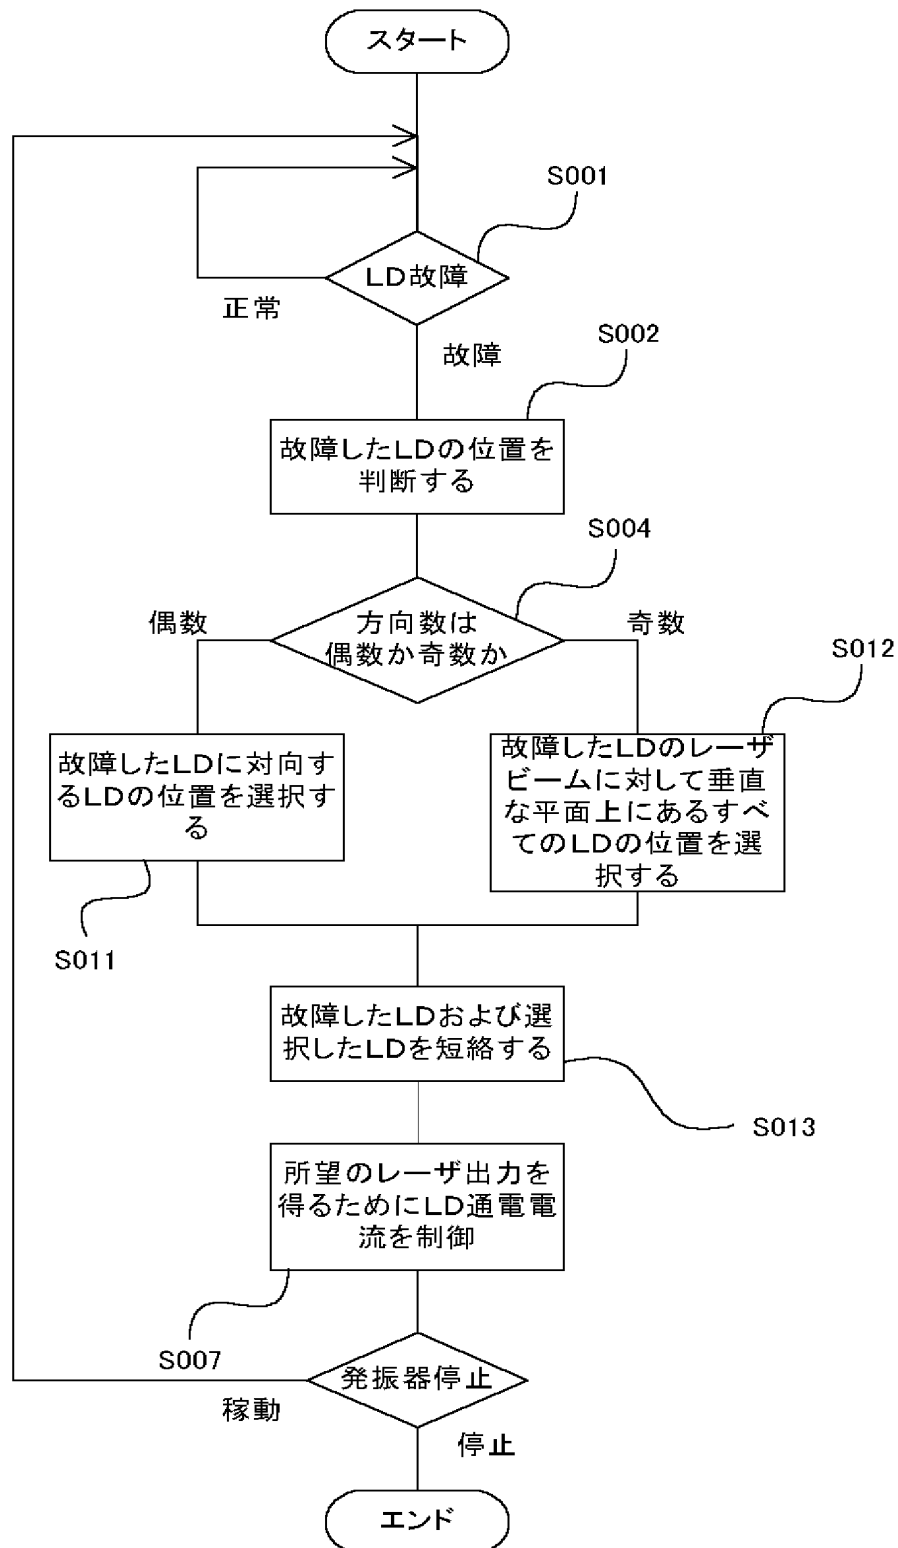 スタート
S001
LD故障
正常
故障
S002
故障したLDの位置を
判断する
S004
偶数
方向数は
偶数か奇数か
奇数
S012
故障したLDに対向す
るLDの位置を選択す
る
故障したLDのレーザ
ビームに対して垂直
な平面上にあるすべ
てのLDの位置を選
択する
S011
故障したLDおよび選
択したLDを短絡する
S013
所望のレーザ出力を
得るためにLD通電電
流を制御
S007
発振器停止
稼動
停止
エンド